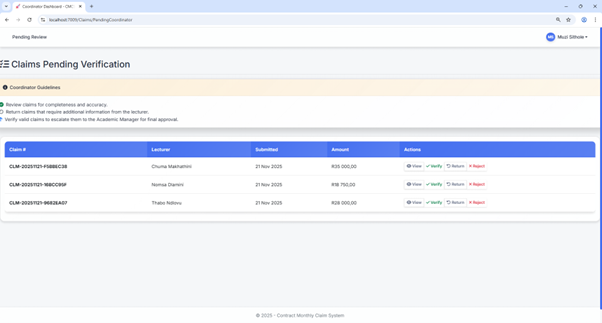 Coordinator Dashboard - CMC
localhost:7099/Claims/PendingCoordinator
Pending Review
MS Muzi Sithole
Claims Pending Verification
Coordinator Guidelines
Review claims for completeness and accuracy.
Return claims that require additional information from the lecturer.
Verify valid claims to escalate them to the Academic Manager for final approval.
Claim # Lecturer Submitted Amount Actions
CLM-20251121-F5BBEC38 Chuma Makhathini 21 Nov 2025 R35 000,00 View Verify Return Reject
CLM-20251121-16BCC95F 21 Nov 2025 R18 750,00 View Verify Return Reject
CLM-20251121-9682EA07 Thabo Ndlovu 21 Nov 2025 R28 000,00 View Verify Return Reject
© 2025 - Contract Monthly Claim System